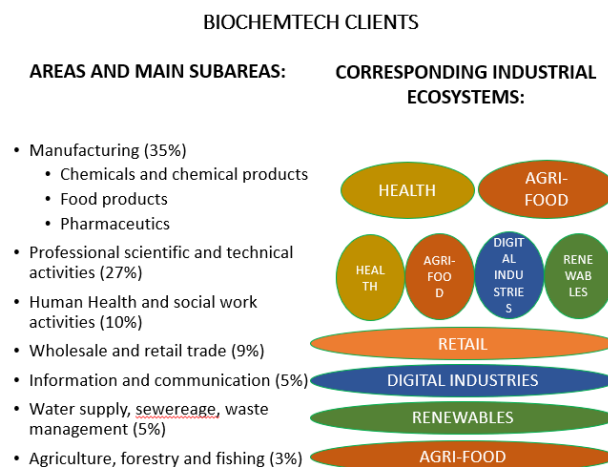 BIOCHEMTECH CLIENTS
AREAS AND MAIN SUBAREAS:
• Manufacturing (35%)
• Chemicals and chemical products
• Food products
• Pharmaceutics
• Professional scientific and technical
activities (27%)
• Human Health and social work
activities (10%)
• Wholesale and retail trade (9%)
• Information and communication (5%)
• Water supply, sewereage, waste
management (5%)
• Agriculture, forestry and fishing (3%)
CORRESPONDING INDUSTRIAL
ECOSYSTEMS:
HEALTH
AGRI-
FOOD
HEAL
TH
AGRI-
FOO
D
DIGIT
AL
INDU
STRIE
S
RENE
WAB
LES
RETAIL
DIGITAL INDUSTRIES
RENEWABLES
AGRI-FOOD